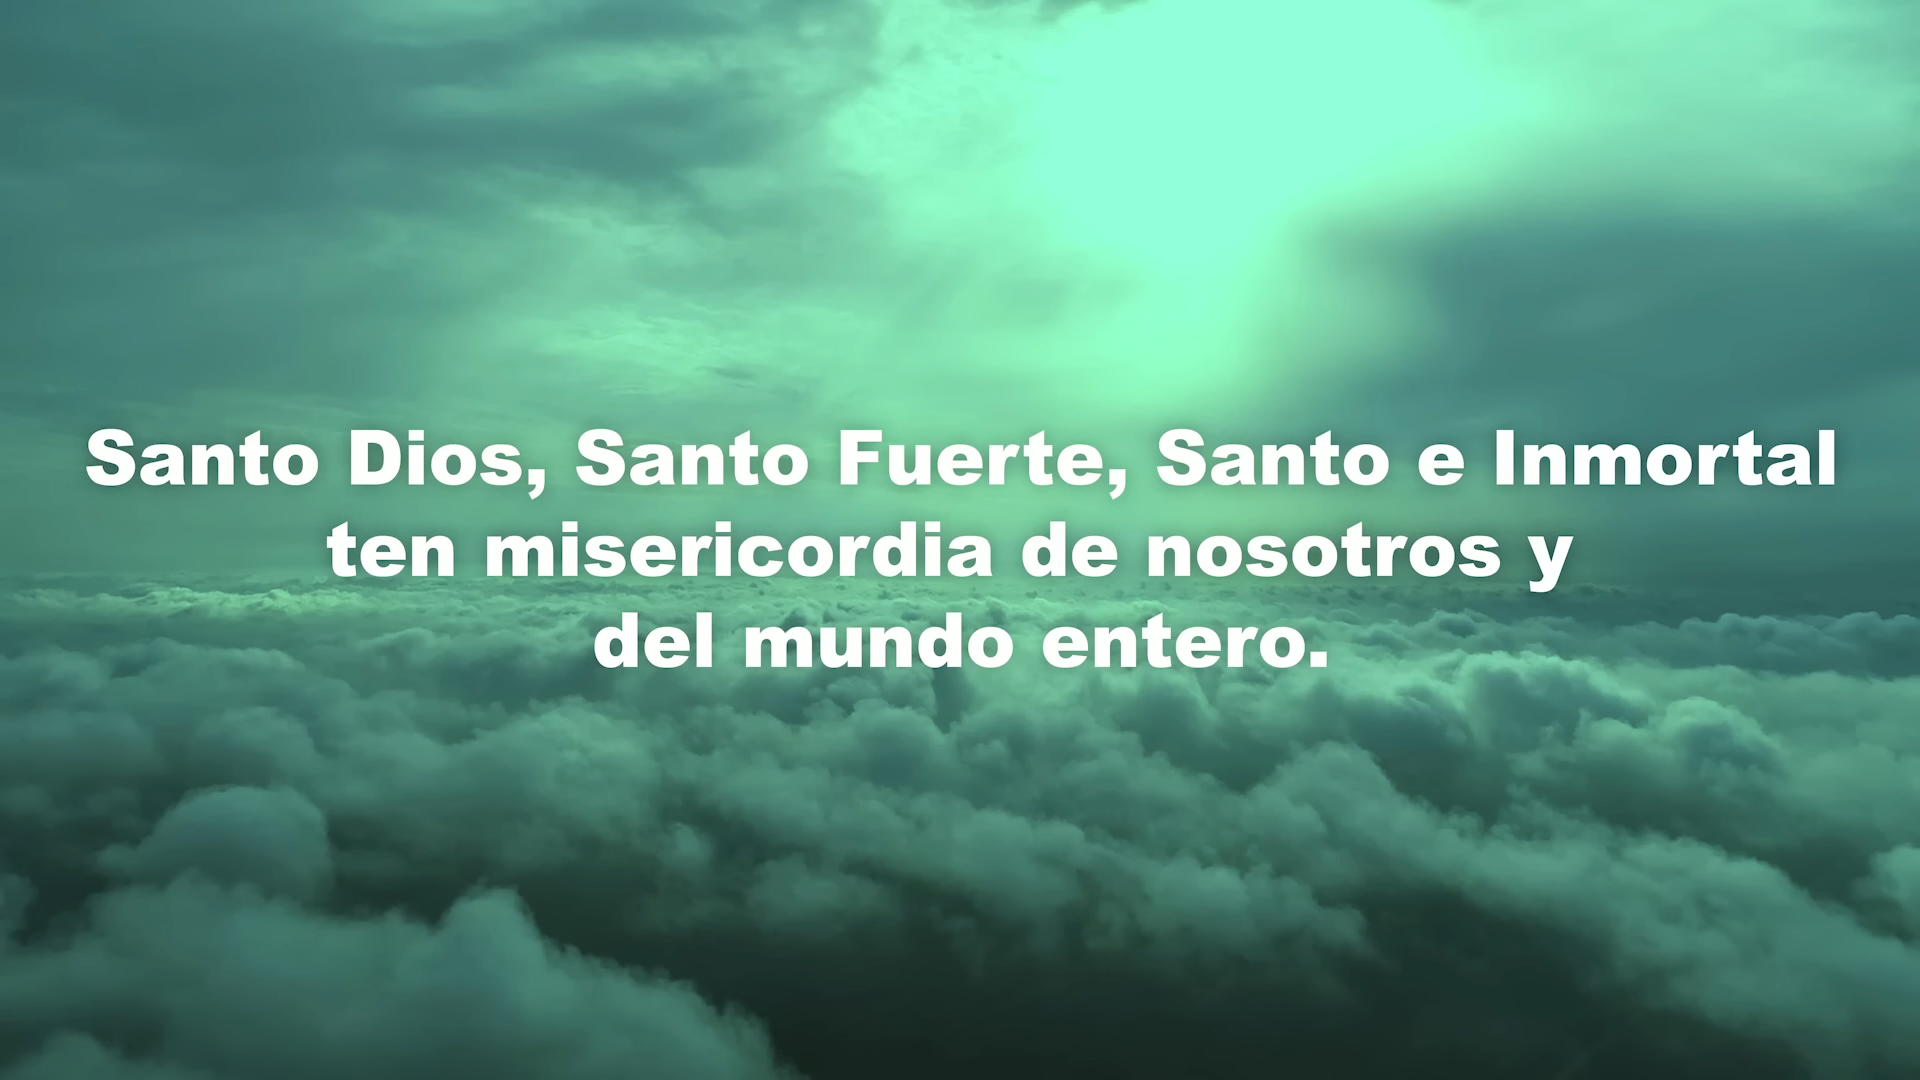 Santo Dios, Santo Fuerte, Santo e Inmortal
ten misericordia de nosotros y
del mundo entero.